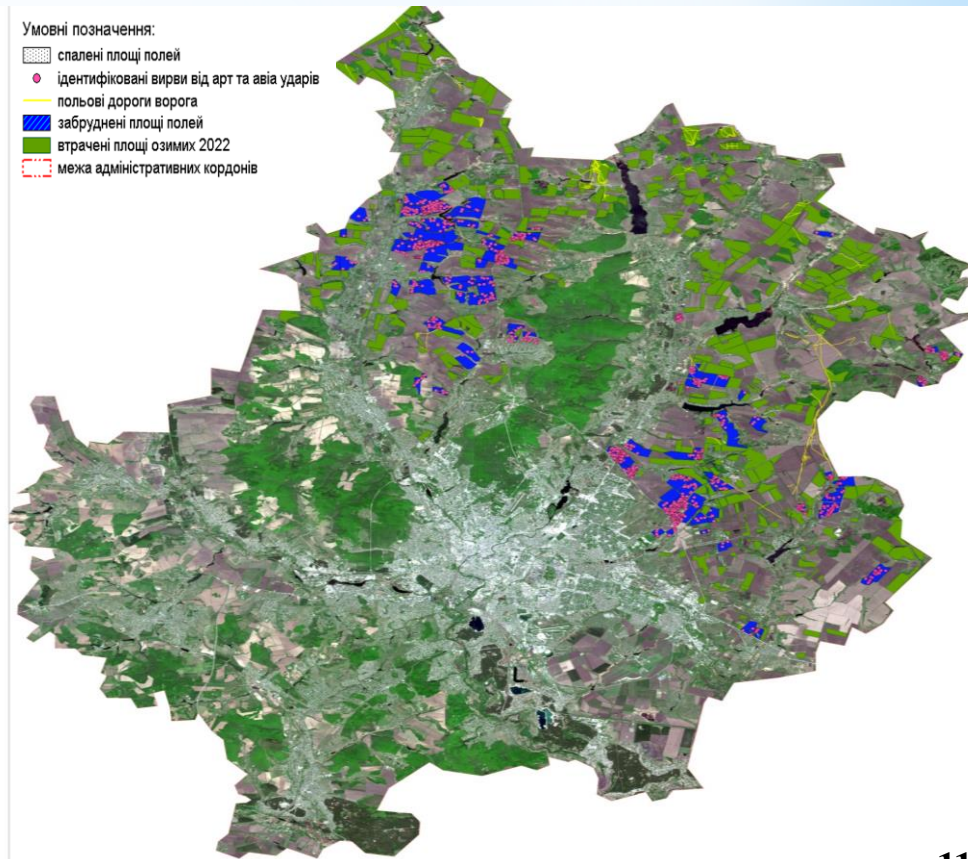 Умовні позначення:
спалені площі полей
ідентифіковані вирви від арт та авіа ударів
польові дороги ворога
забруднені площі полей
втрачені площі озимих 2022
межа адміністративних кордонів
L